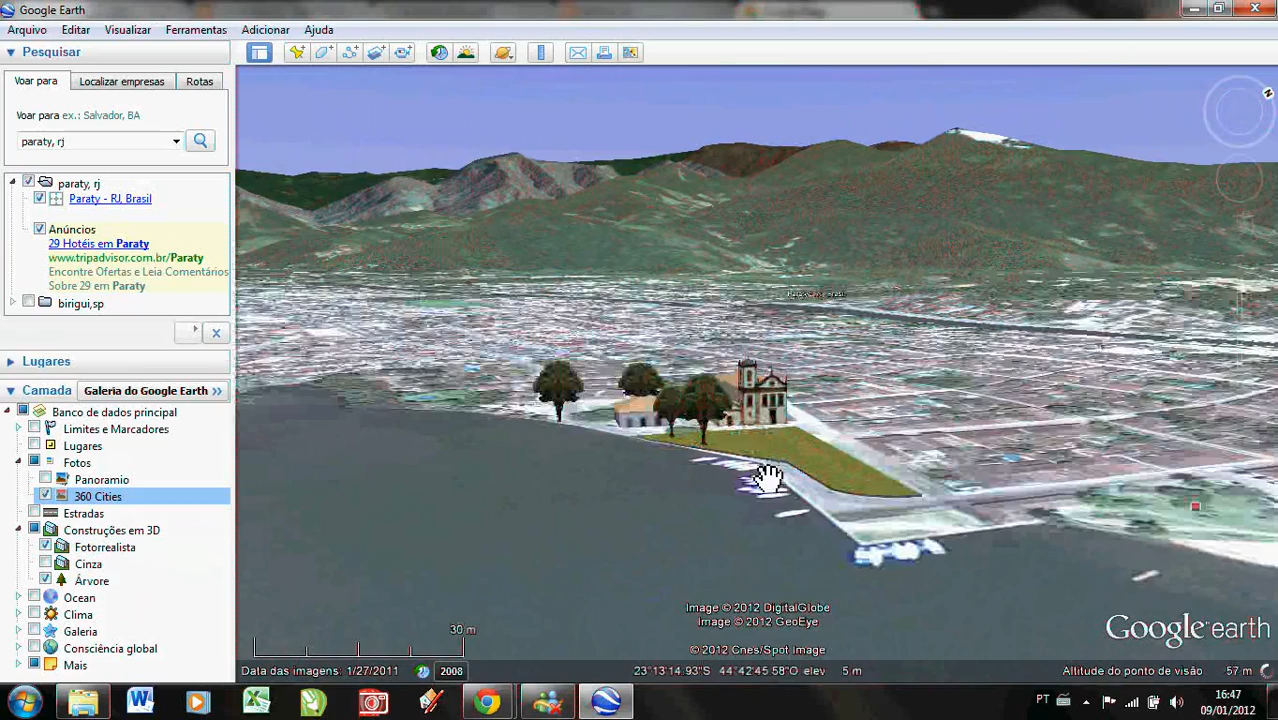 Google Earth
Arquivo Editar Visualizar Ferramentas Adicionar Ajuda
Pesquisar
Voar para Localizar empresas Rotas
Voar para ex.: Salvador, BA
paraty, rj
paraty, rj
Paraty - RJ, Brasil
Anúncios
29 Hotéis em Paraty
www.tripadvisor.com.br/Paraty
Encontre Ofertas e Leia Comentários
Sobre 29 em Paraty
birigui,sp
Lugares
Camada Galeria do Google Earth >>
Banco de dados principal
Limites e Marcadores
Lugares
Fotos
Panoramio
360 Cities
Estradas
Construções em 3D
Fotorrealista
Cinza
Árvore
Ocean
Clima
Galeria
Consciência global
Mais
N
30 m
Image © 2012 DigitalGlobe
Image © 2012 GeoEye
© 2012 Cnes/Spot Image
Google earth
Data das imagens: 1/27/2011 2008 23°13'14.93"S 44°42'45.58"O elev 5 m Altitude do ponto de visão 57 m
PT
16:47
09/01/2012